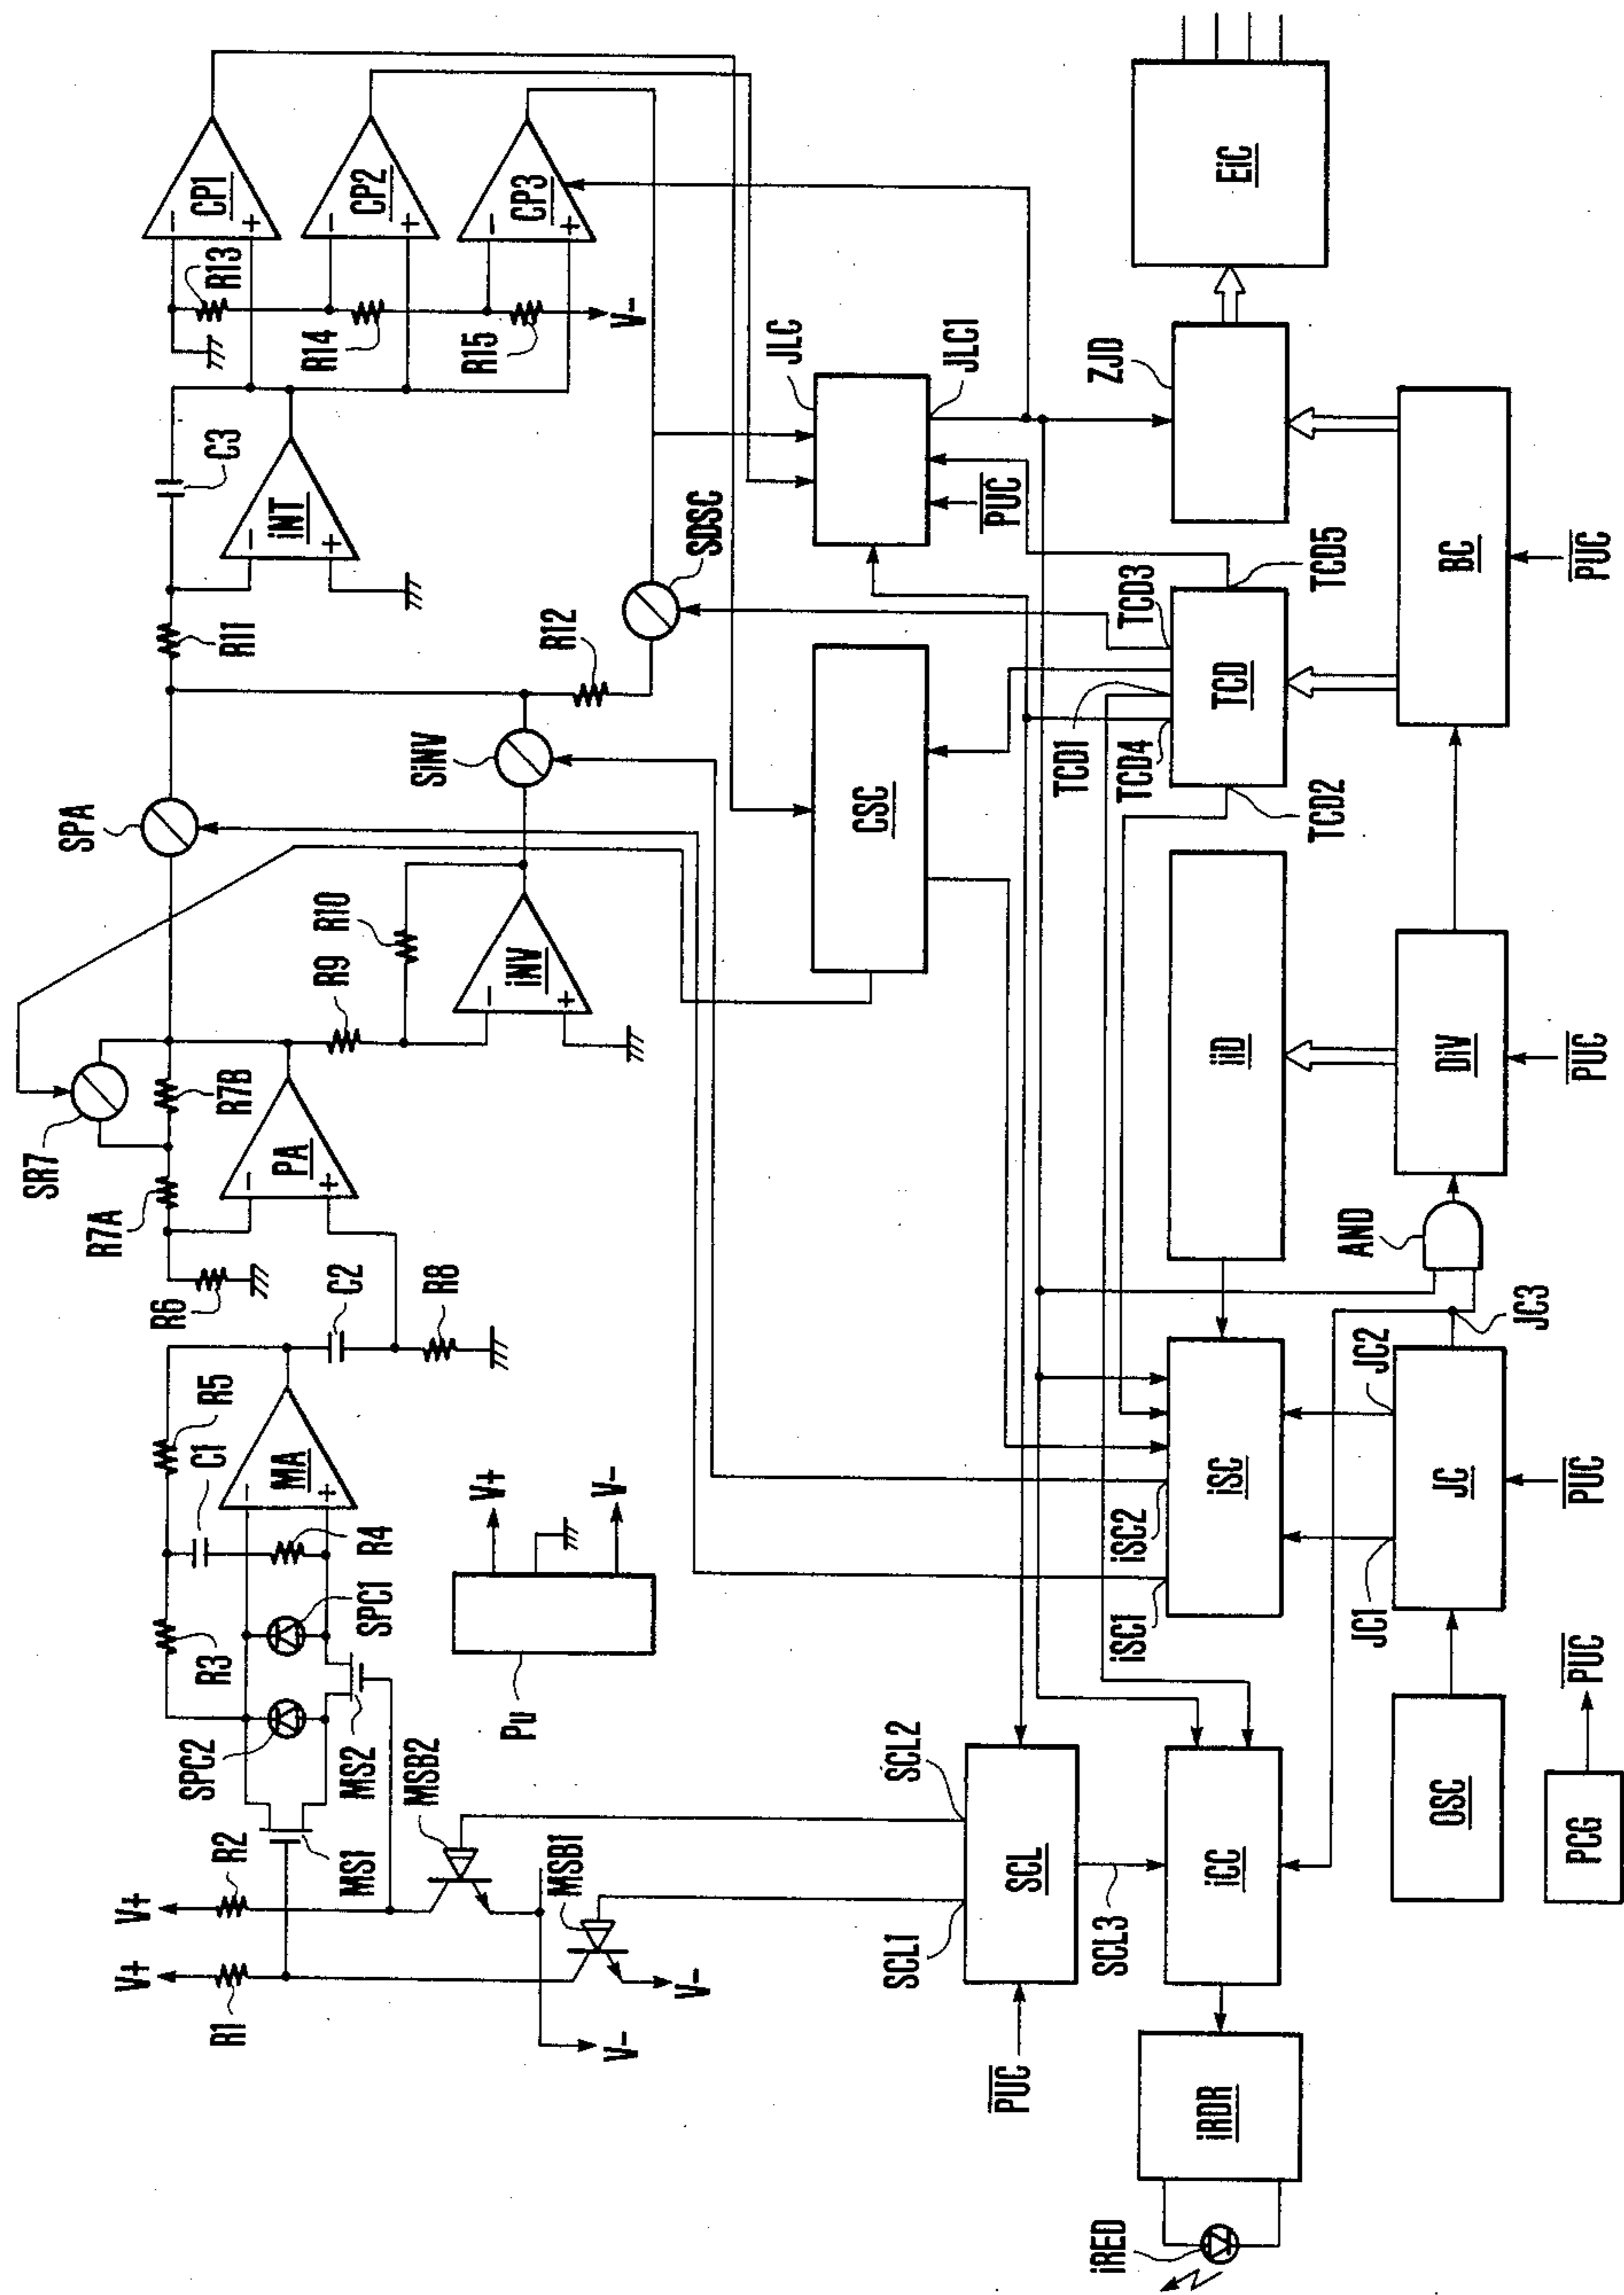 V+
V+
R1
R2
MS1
MS2
SPC2
SPC1
R3
R4
C1
R5
MA
-
+
C2
R8
R6
R7A
R7B
SR7
PA
-
+
R9
R10
iNV
-
+
SPA
SiNV
R12
R11
C3
iNT
-
+
R13
R14
R15
V-
CP1
-
+
CP2
-
+
CP3
-
+
MSB2
MSB1
V-
V-
Pu
V+
V-
SDSC
CSC
JLC
JLC1
PUC
SCL1
SCL2
SCL
SCL3
PUC
iSC1
iSC2
iSC
iCC
iRDR
iRED
iiD
TCD1
TCD4
TCD3
TCD2
TCD5
TCD
ZJD
EiC
OSC
JC1
JC2
JC3
JC
PUC
AND
DiV
PUC
BC
PUC
PCG
PUC